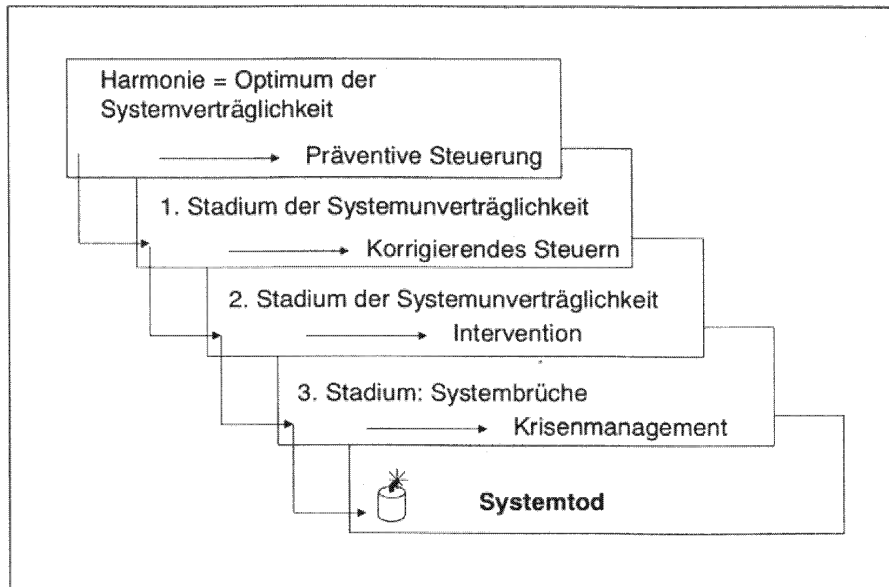 Harmonie = Optimum der
Systemverträglichkeit
Präventive Steuerung
1. Stadium der Systemunverträglichkeit
Korrigierendes Steuern
2. Stadium der Systemunverträglichkeit
Intervention
3. Stadium: Systembrüche
Krisenmanagement
Systemtod